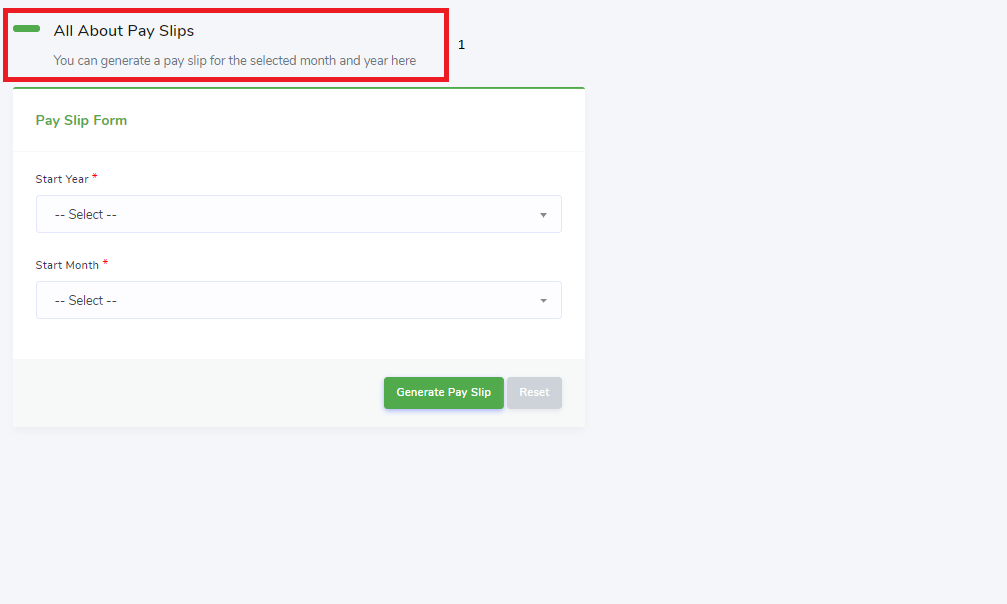 All About Pay Slips
1
You can generate a pay slip for the selected month and year here
Pay Slip Form
Start Year *
-- Select --
Start Month *
-- Select --
Generate Pay Slip Reset